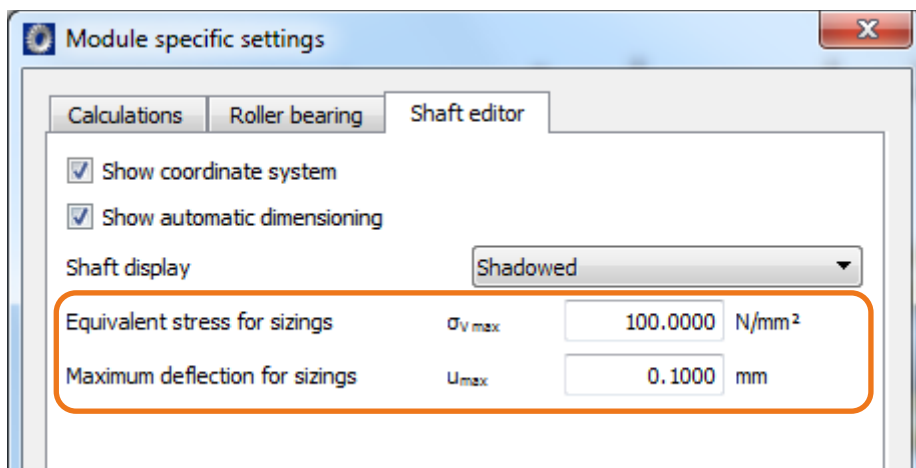 Module specific settings
X
Calculations Roller bearing Shaft editor
Show coordinate system
Show automatic dimensioning
Shaft display Shadowed
Equivalent stress for sizings σV max 100.0000 N/mm²
Maximum deflection for sizings umax 0.1000 mm